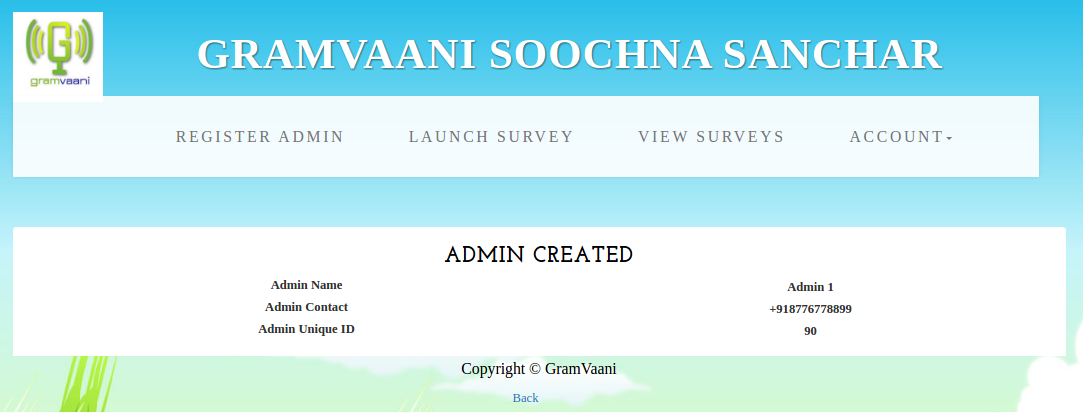 G
gramvaani
GRAMVAANI SOOCHNA SANCHAR
REGISTER ADMIN LAUNCH SURVEY VIEW SURVEYS ACCOUNT
ADMIN CREATED
Admin Name Admin 1
Admin Contact +918776778899
Admin Unique ID 90
Copyright © GramVaani
Back